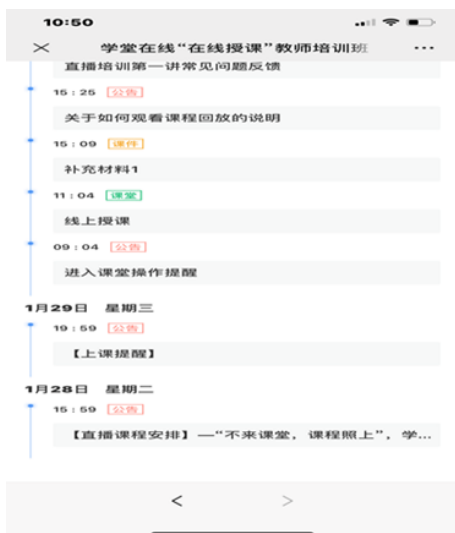 10:50
学堂在线“在线授课”教师培训班
直播培训第一讲常见问题反馈
15:25 公告
关于如何观看课程回放的说明
15:09 课件
补充材料1
11:04 课堂
线上授课
09:04 公告
进入课堂操作提醒
1月29日 星期三
19:59 公告
【上课提醒】
1月28日 星期二
15:59 公告
【直播课程安排】—“不来课堂，课程照上”，学...